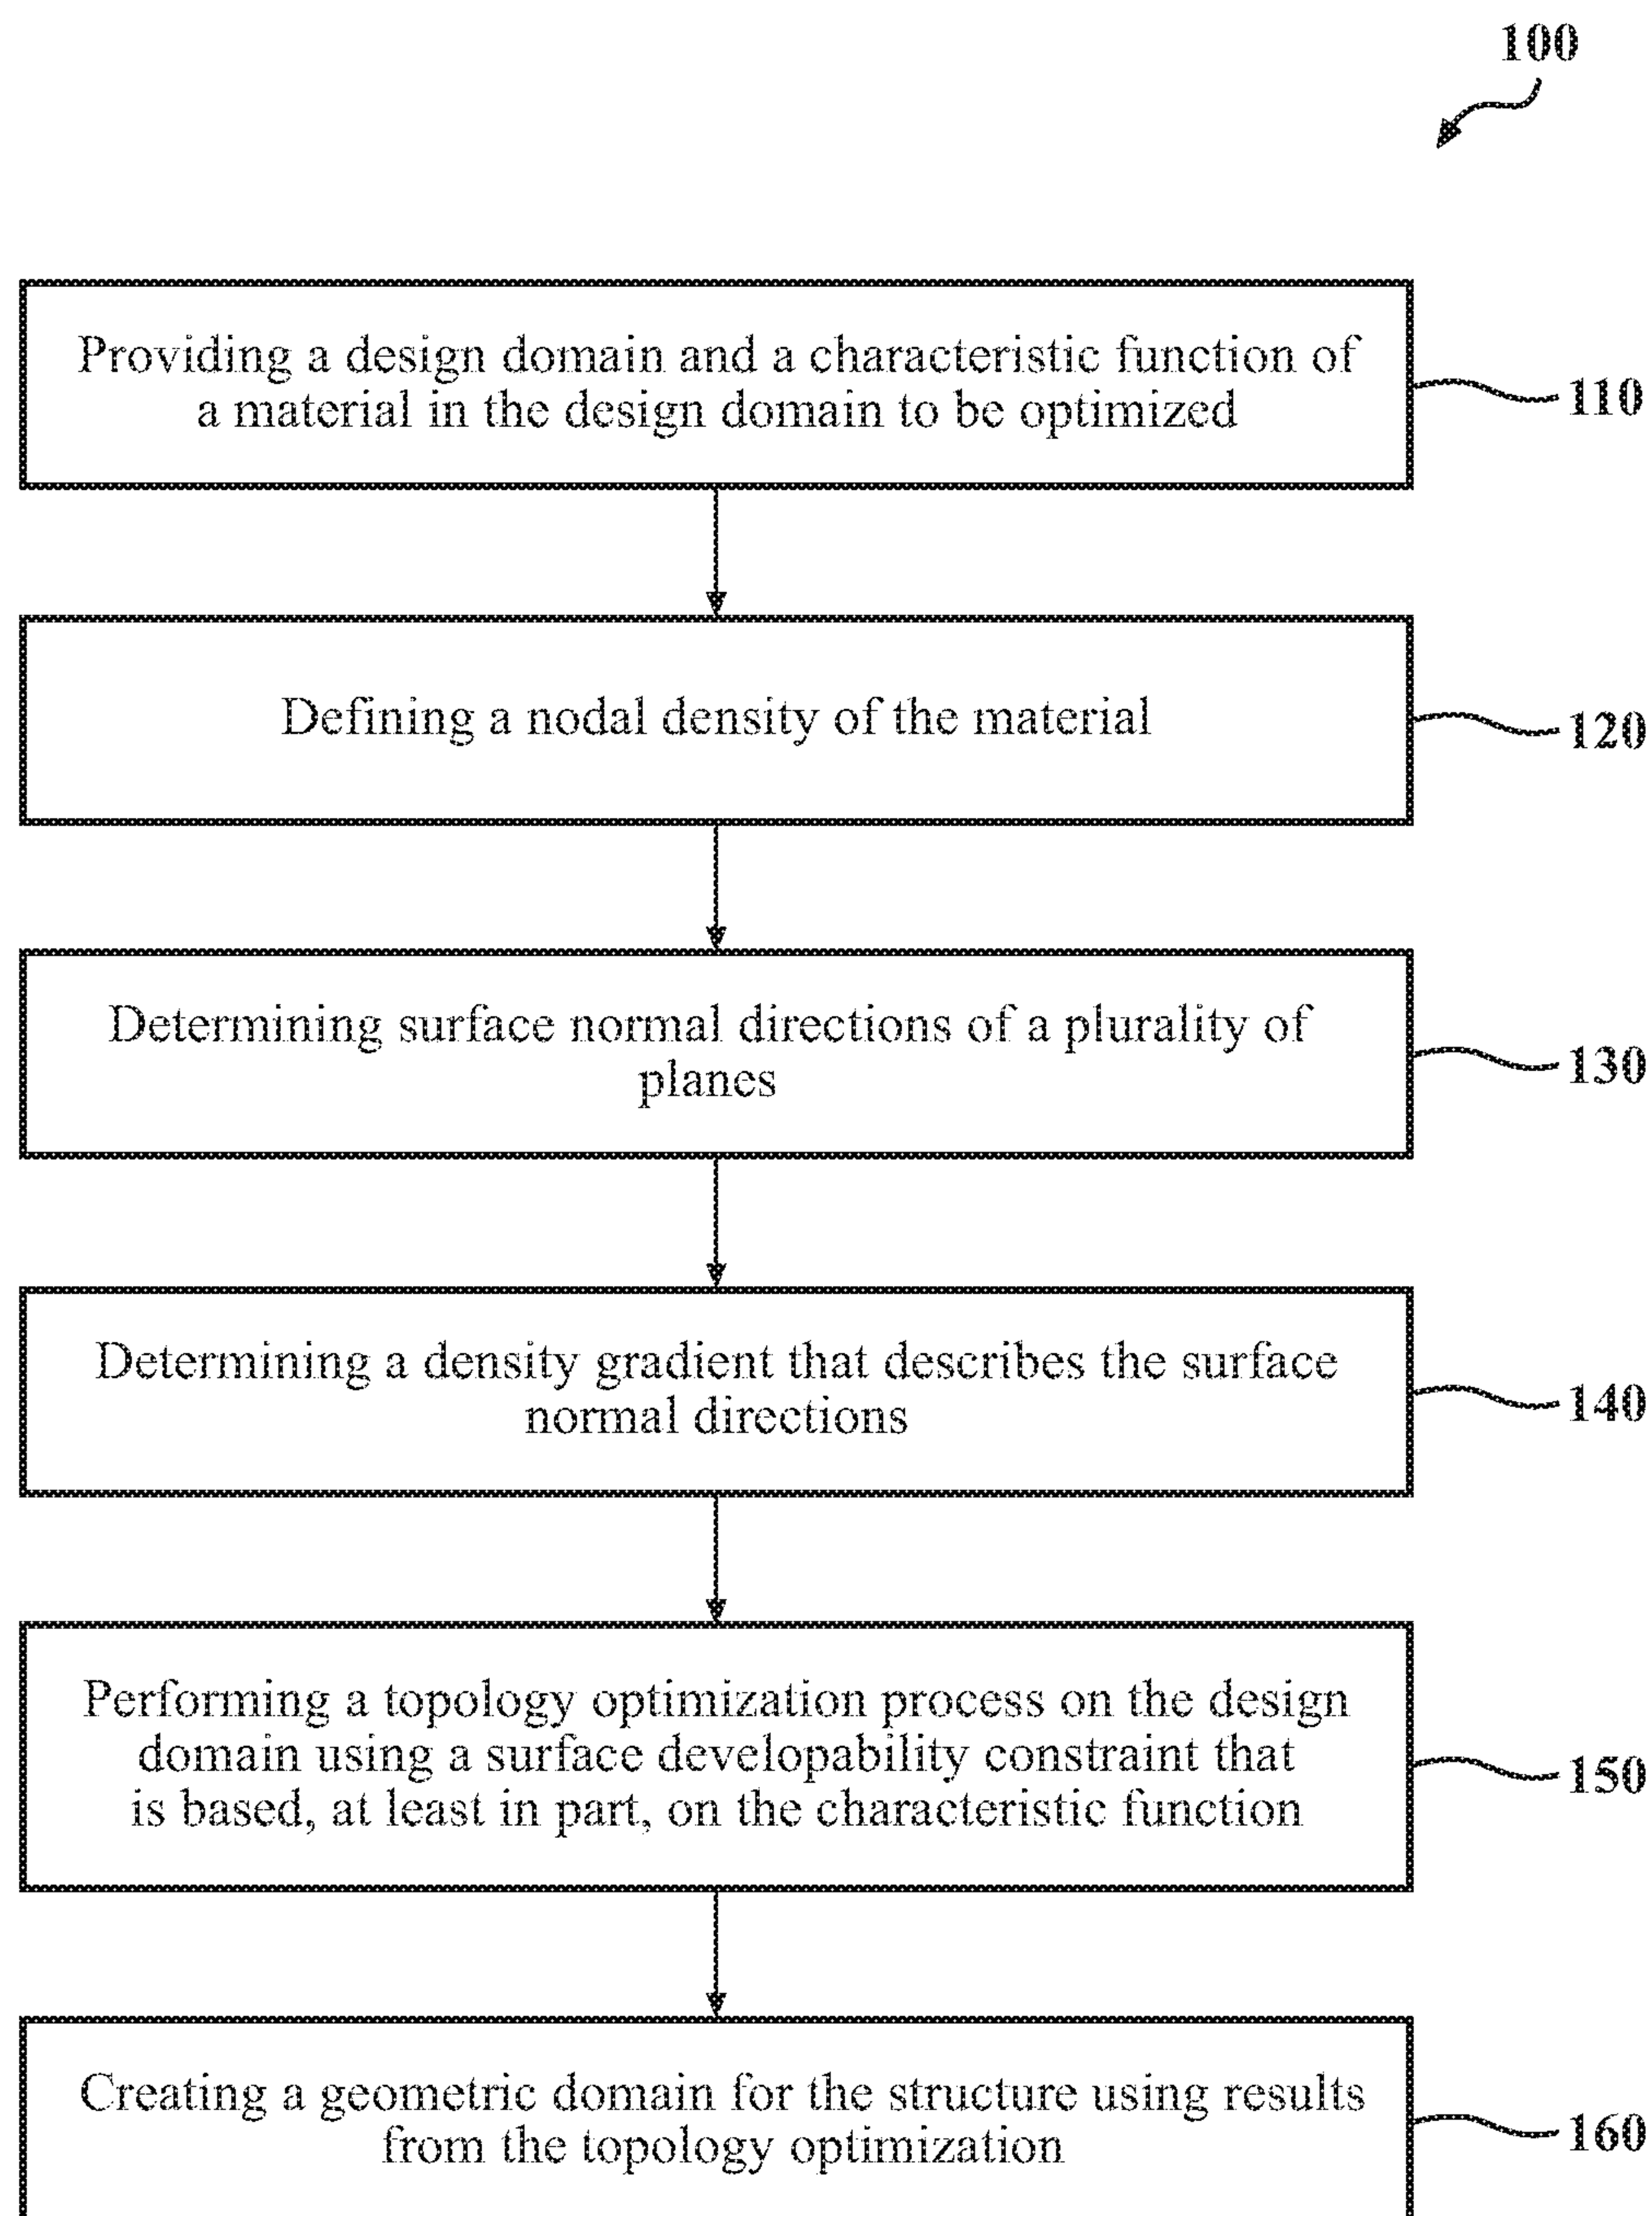 100
Providing a design domain and a characteristic function of
a material in the design domain to be optimized
110
Defining a nodal density of the material
120
Determining surface normal directions of a plurality of
planes
130
Determining a density gradient that describes the surface
normal directions
140
Performing a topology optimization process on the design
domain using a surface developability constraint that
is based, at least in part, on the characteristic function
150
Creating a geometric domain for the structure using results
from the topology optimization
160